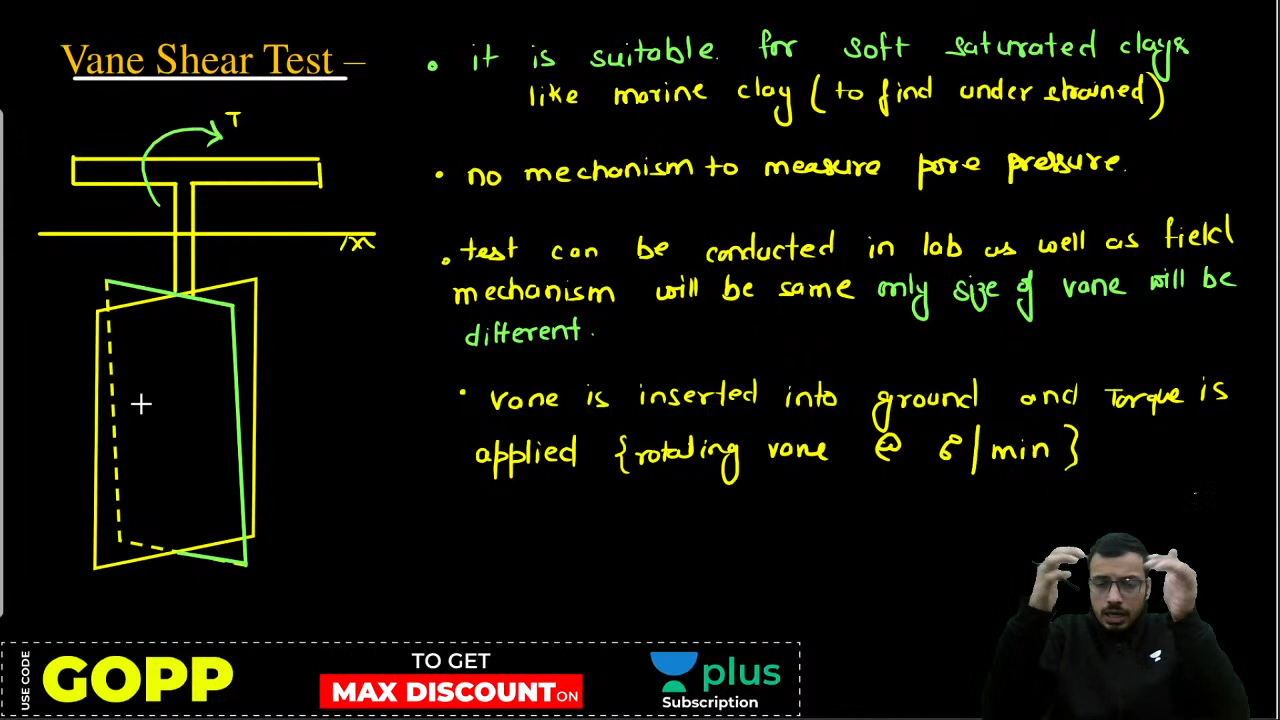 Vane Shear Test –
• it is suitable for soft saturated clays
like marine clay (to find under strained)
T
• no mechanism to measure pore pressure.
• test can be conducted in lab as well as field
mechanism will be same only size of vane will be
different.
• vane is inserted into ground and Torque is
applied {rotating vane @ 6°/min}
USE CODE
GOPP
TO GET
MAX DISCOUNT ON
plus
Subscription